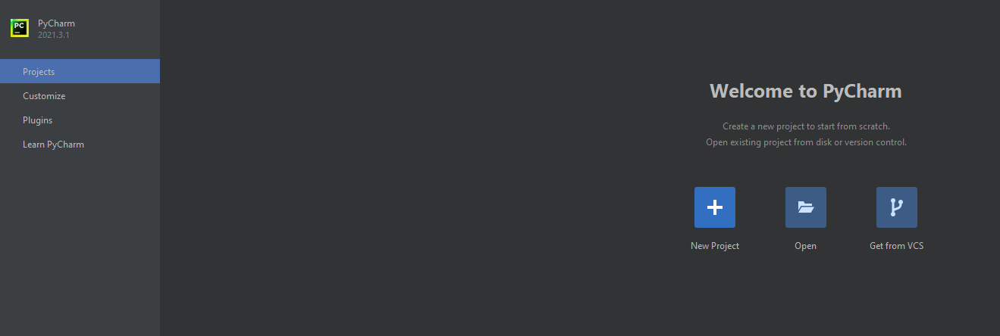 PC
PyCharm
2021.3.1
Projects
Customize
Plugins
Learn PyCharm
Welcome to PyCharm
Create a new project to start from scratch.
Open existing project from disk or version control.
New Project
Open
Get from VCS